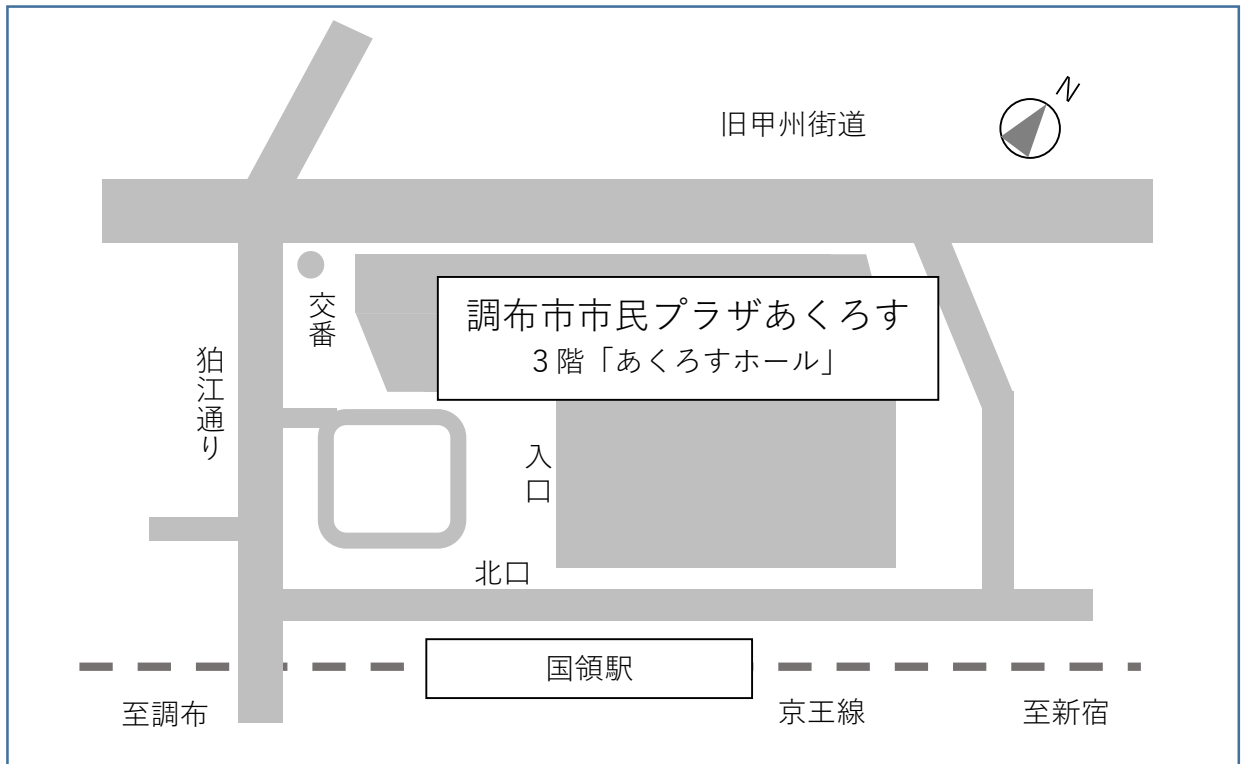 N
旧甲州街道
交番
調布市市民プラザあくろす
3階「あくろすホール」
狛江通り
入口
北口
国領駅
至調布
京王線
至新宿